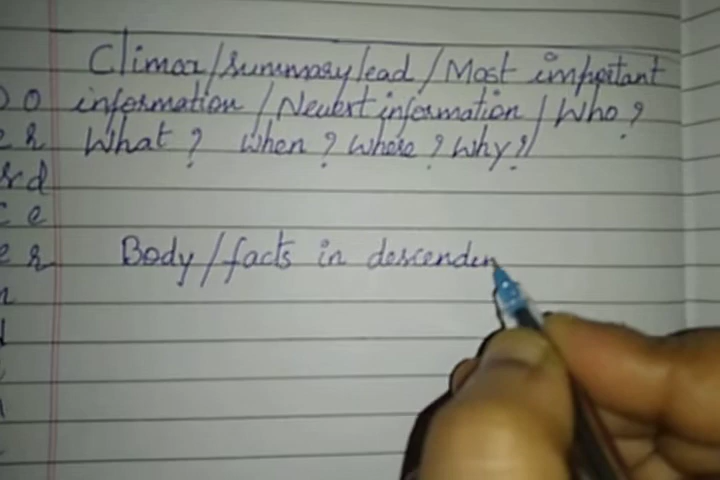 Climax/summary lead / Most important
D o information / Newest information / Who?
e r What? When? Where? Why?/
r d
c e
e r Body/facts in descendin
n